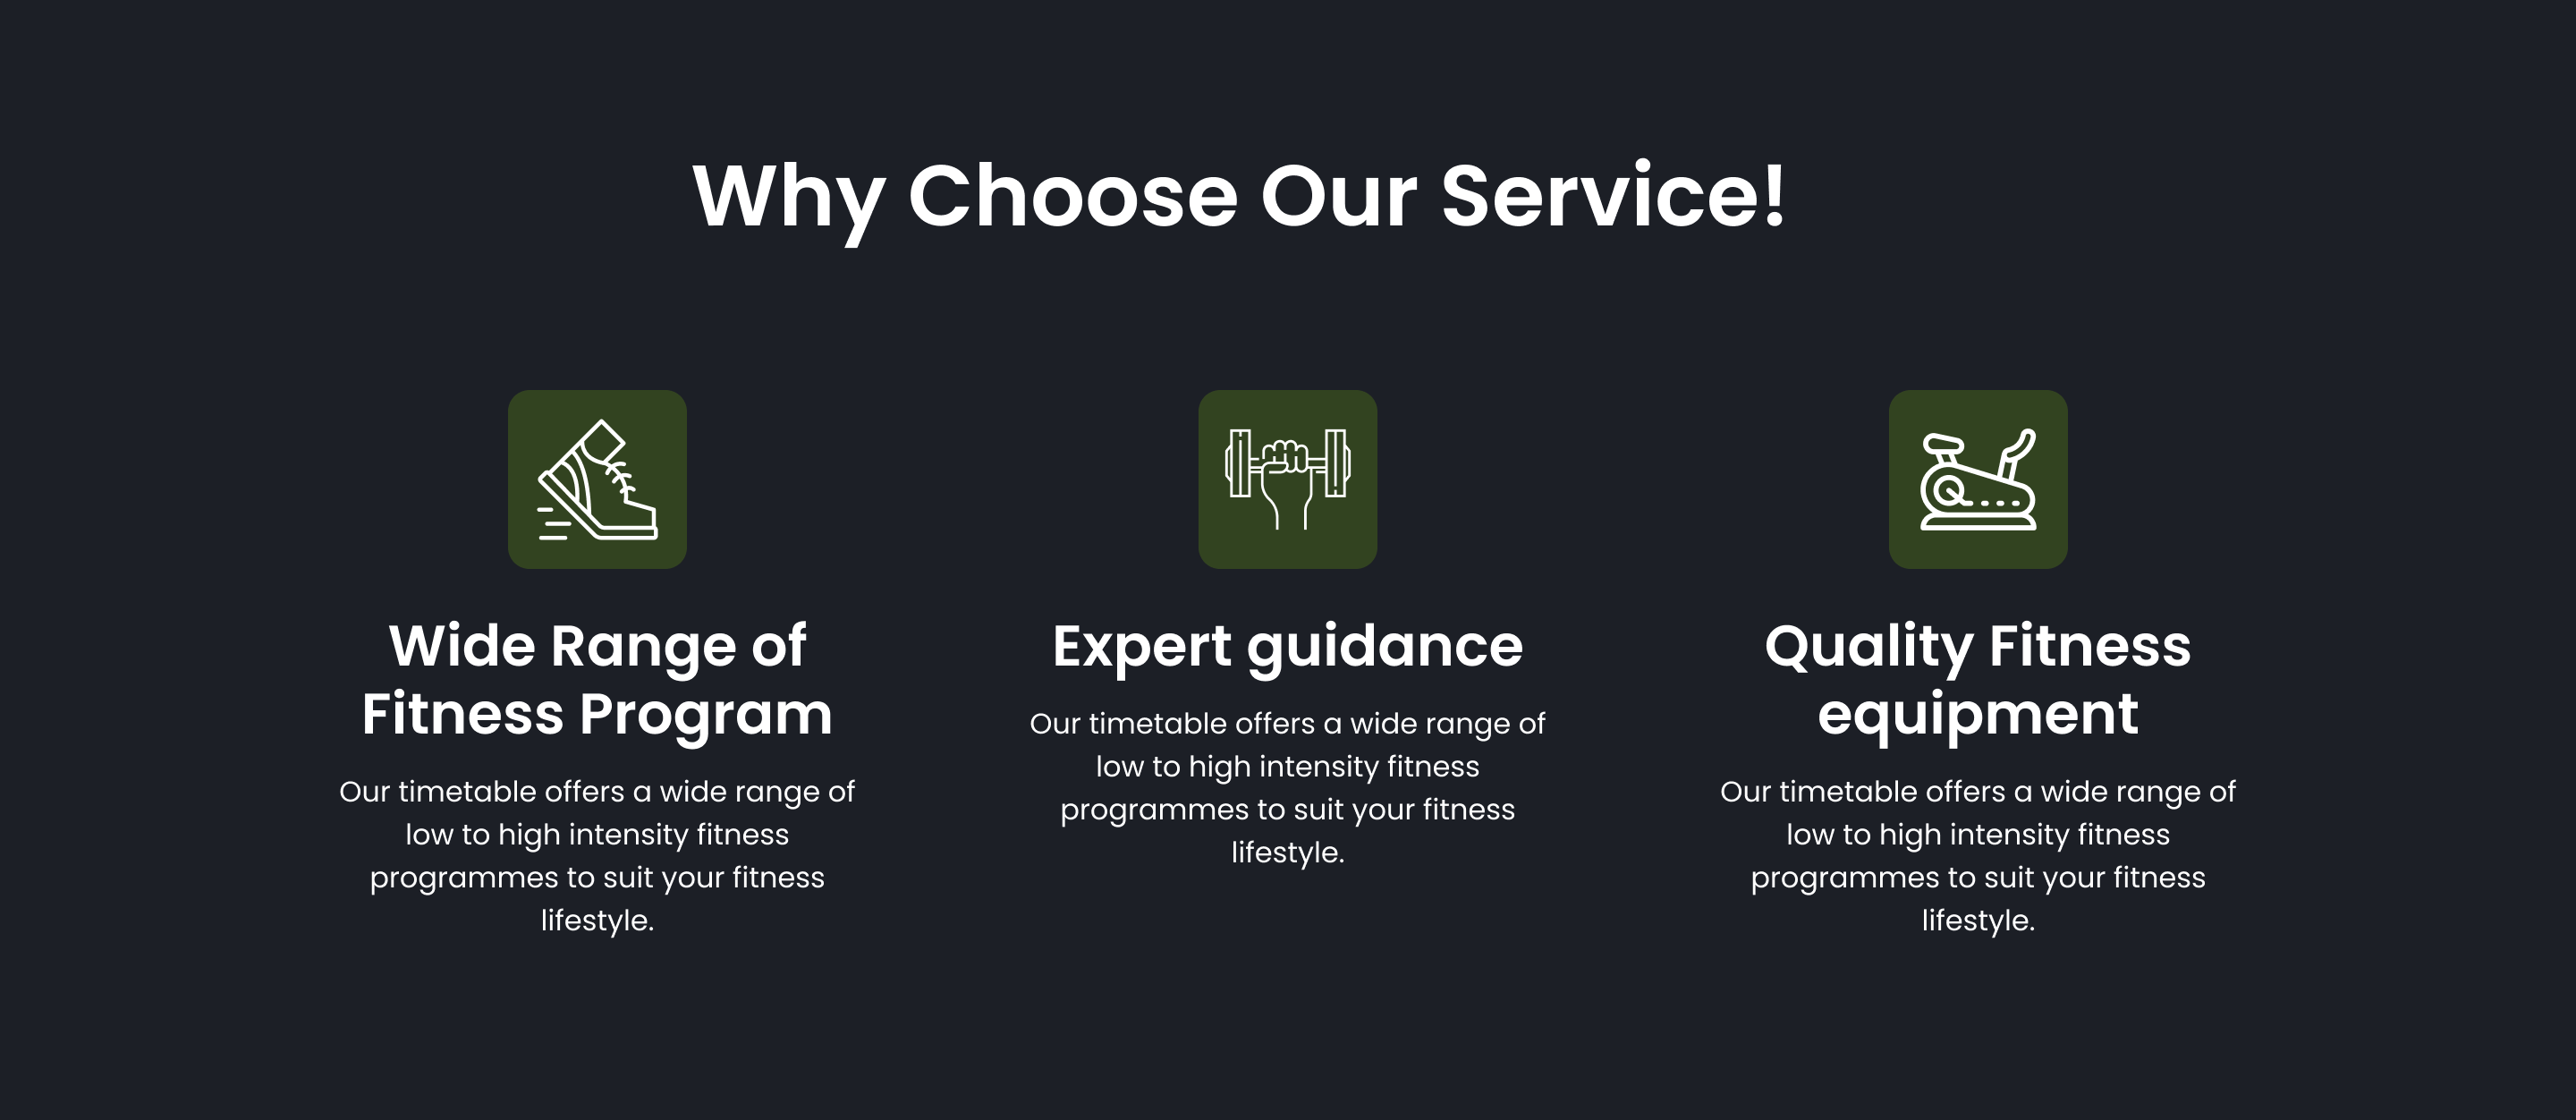 Why Choose Our Service!
Wide Range of
Fitness Program
Our timetable offers a wide range of
low to high intensity fitness
programmes to suit your fitness
lifestyle.
Expert guidance
Our timetable offers a wide range of
low to high intensity fitness
programmes to suit your fitness
lifestyle.
Quality Fitness
equipment
Our timetable offers a wide range of
low to high intensity fitness
programmes to suit your fitness
lifestyle.